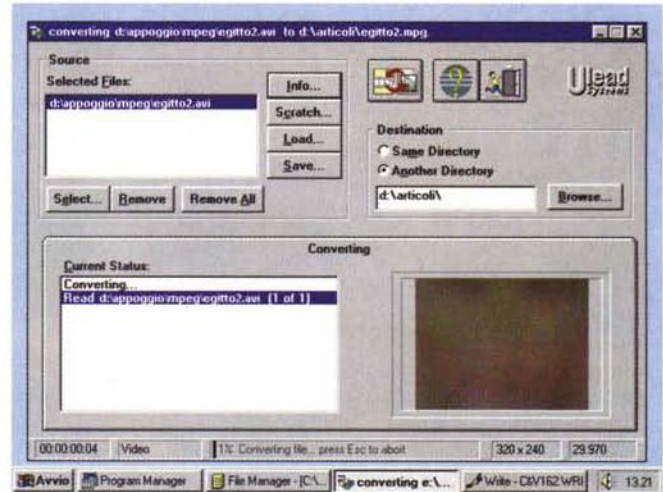 converting d:\appoggio\mpeg\egitto2.avi to d:\articoli\egitto2.mpg
Source
Selected Files:
d:\appoggio\mpeg\egitto2.avi
Info...
Scratch...
Load...
Save...
Select...
Remove
Remove All
Ulead
Systems
Destination
Same Directory
Another Directory
d:\articoli\
Browse...
Converting
Current Status:
Converting...
Read d:\appoggio\mpeg\egitto2.avi (1 of 1)
00:00:00:04 Video 1% Converting file... press Esc to abort 320 x 240 29.970
Avvio Program Manager File Manager - [C:\... converting e:\... Write - C&V162.WRI 13.21